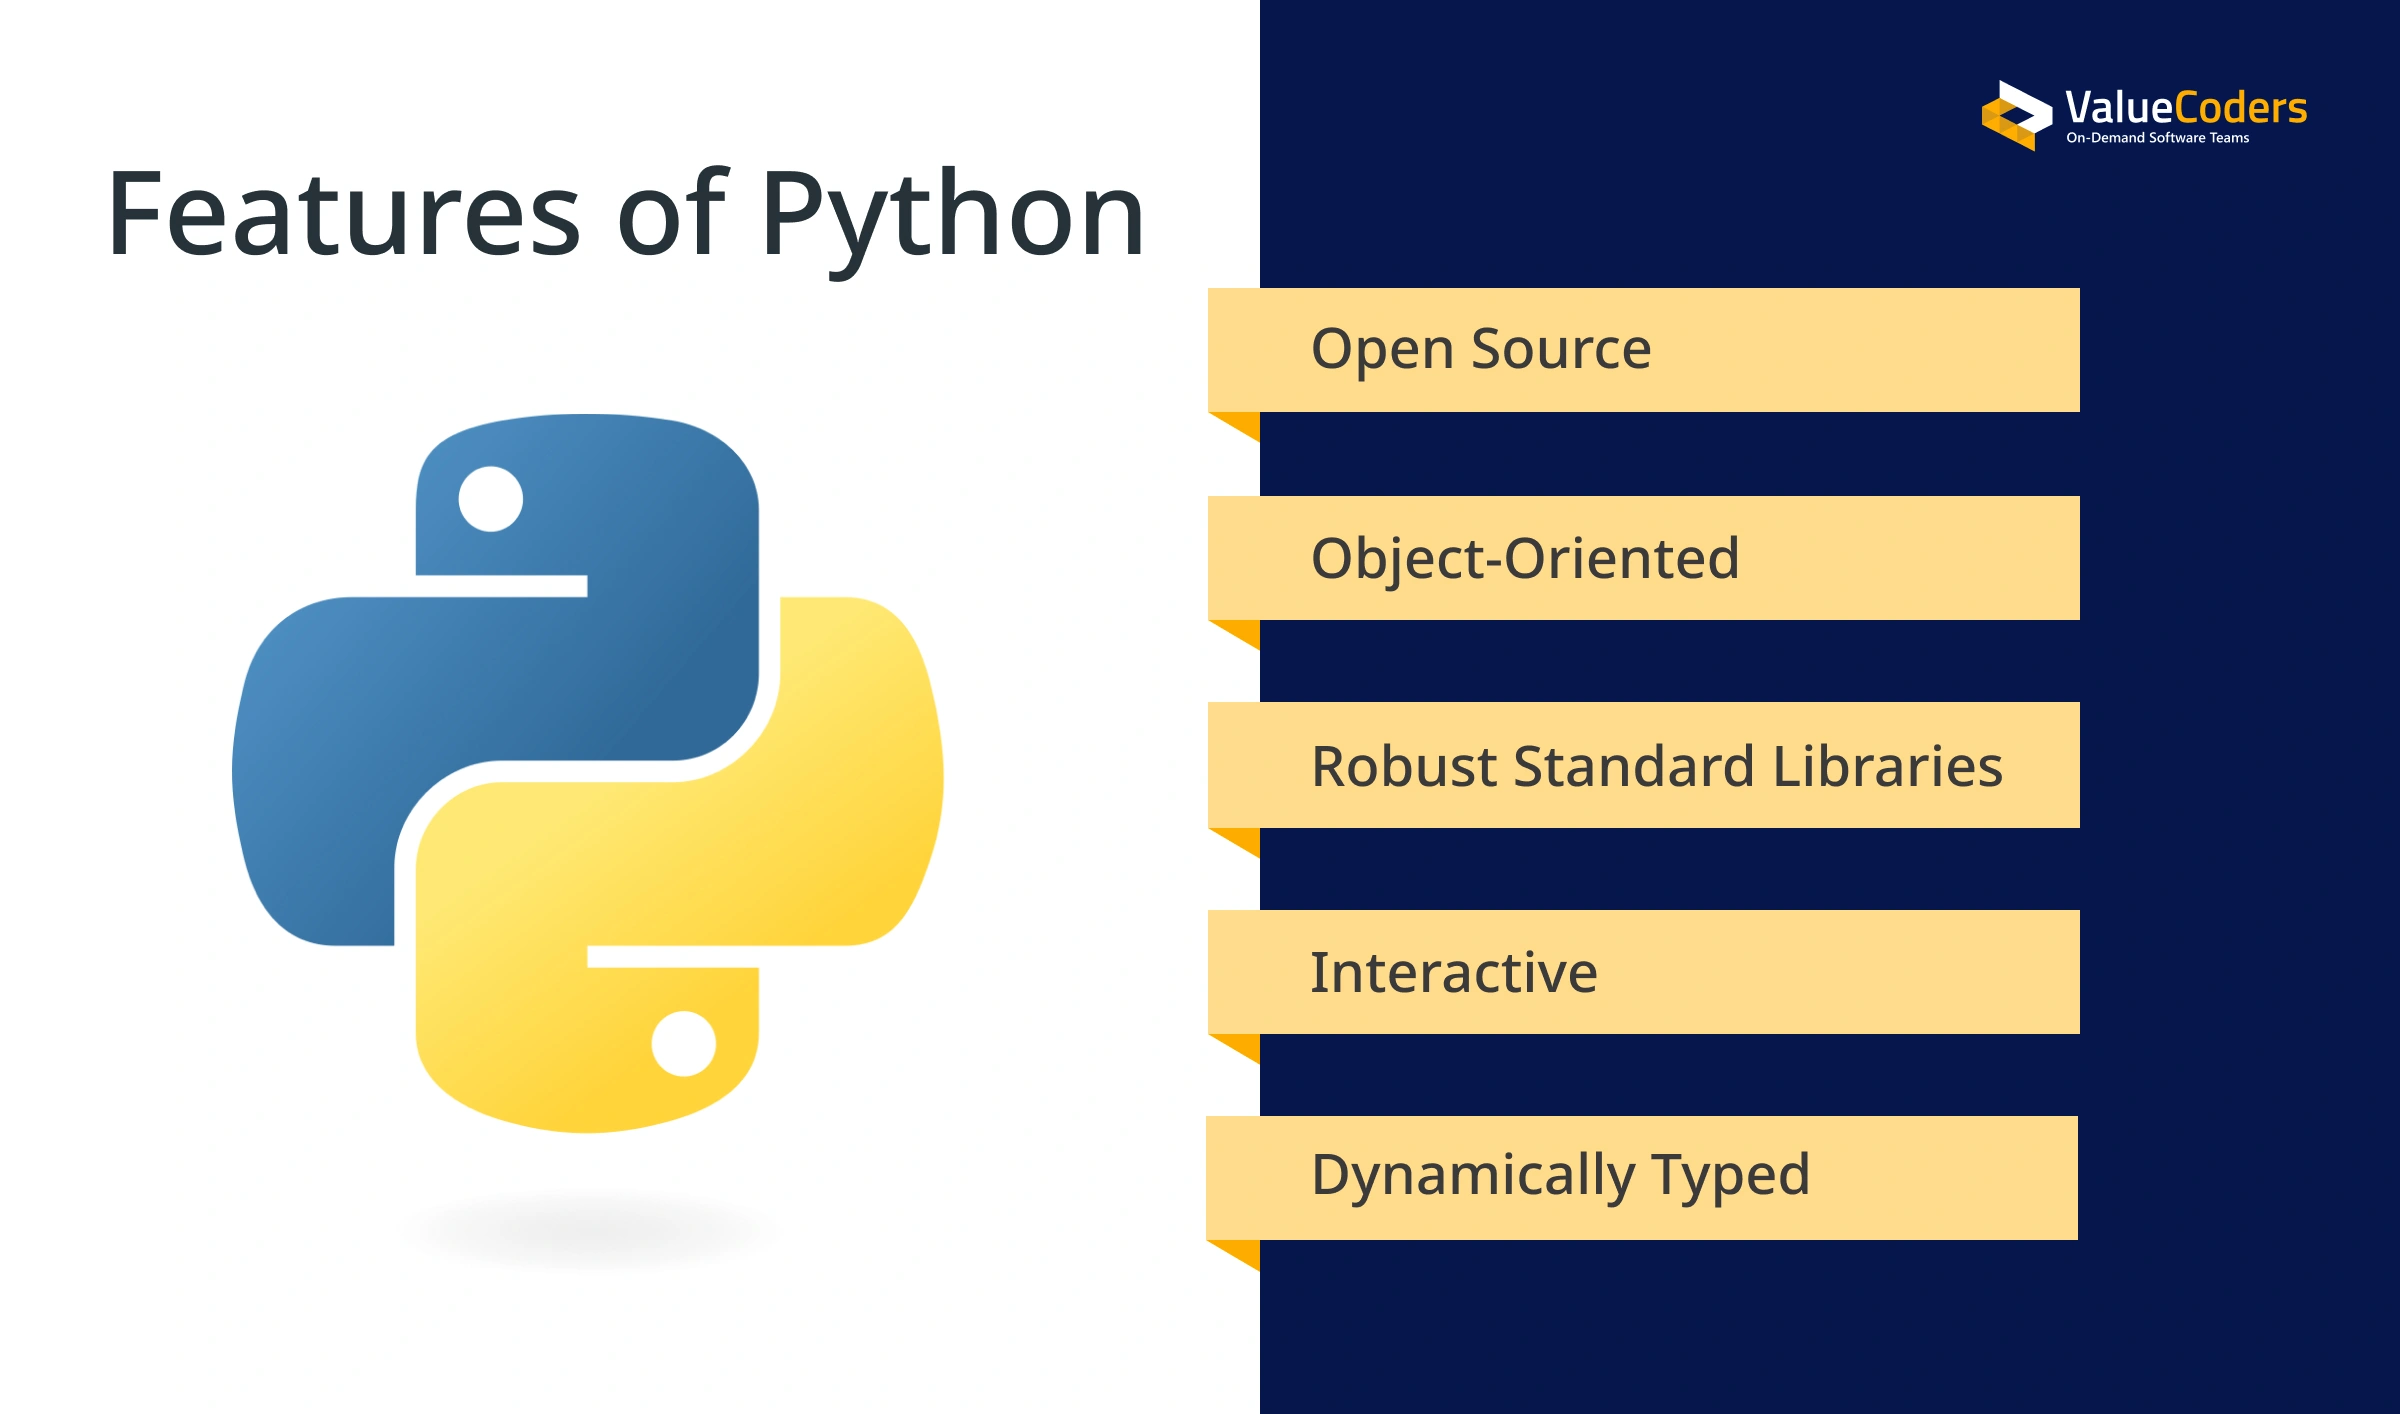 Features of Python
ValueCoders
On-Demand Software Teams
Open Source
Object-Oriented
Robust Standard Libraries
Interactive
Dynamically Typed